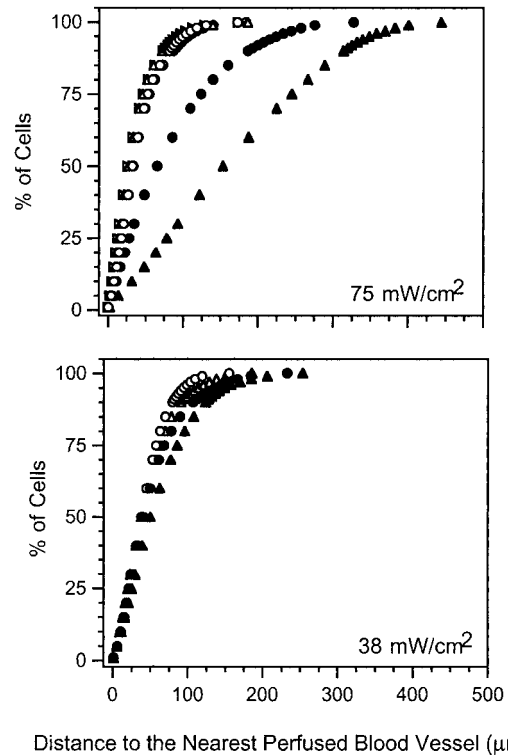 100
75
50
25
0
% of Cells
75 mW/cm2
100
75
50
25
0
% of Cells
38 mW/cm2
0 100 200 300 400 500
Distance to the Nearest Perfused Blood Vessel (μ